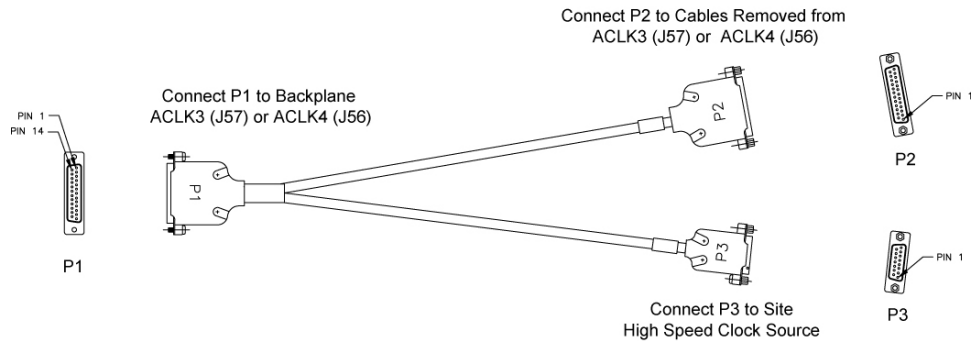 Connect P2 to Cables Removed from
ACLK3 (J57) or ACLK4 (J56)
Connect P1 to Backplane
ACLK3 (J57) or ACLK4 (J56)
PIN 1
PIN 14
P1
P1
P2
PIN 1
P2
P3
PIN 1
P3
Connect P3 to Site
High Speed Clock Source